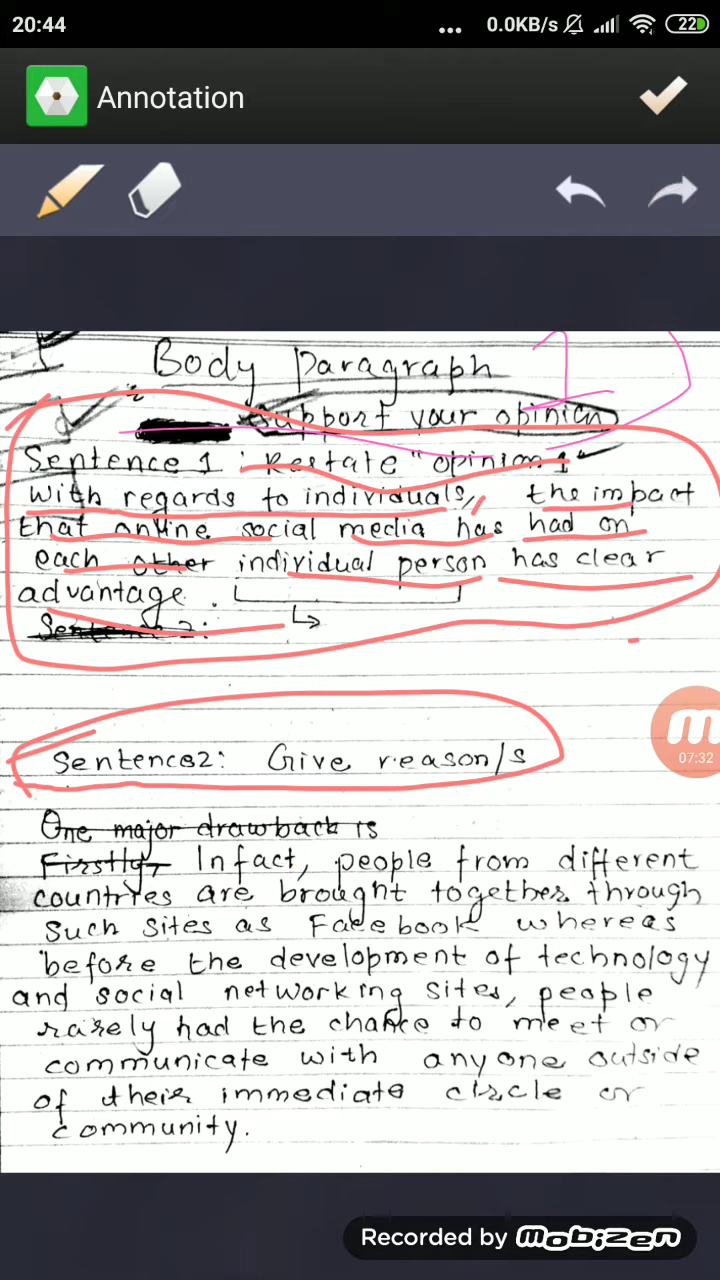 20:44
... 0.0KB/s 22
Annotation
Body Paragraph 1
Support your opinion
Sentence 1 : Restate "opinion 1"
with regards to individuals, the impact
that online social media has had on
each other individual person has clear
advantage.
Sentence 2:
Sentence2: Give reason/s
07:32
One major drawback is
Firstly, Infact, people from different
countries are brought together through
such sites as Facebook whereas
before the development of technology
and social networking sites, people
rarely had the chance to meet or
communicate with anyone outside
of their immediate circle or
community.
Recorded by mobizen